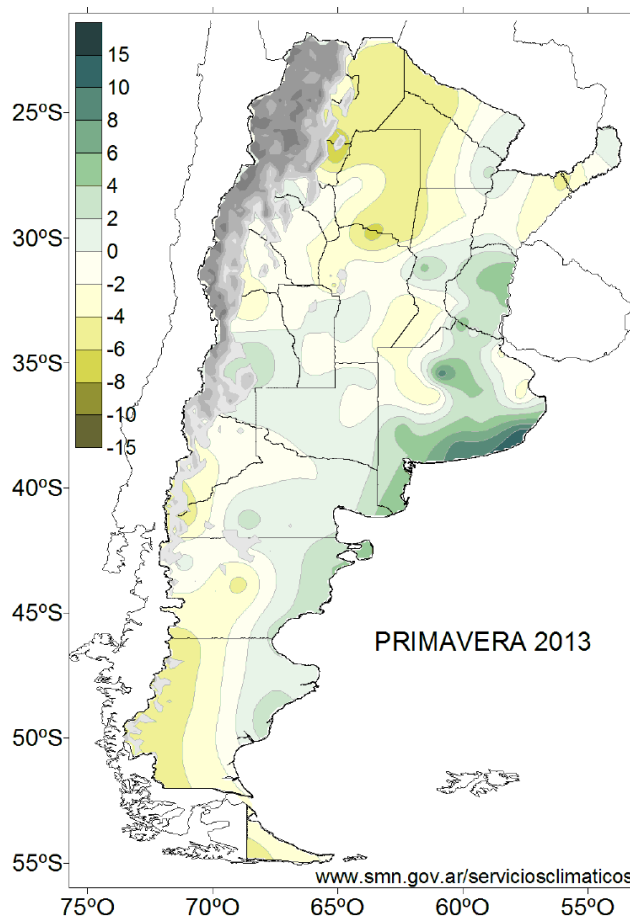 15
10
8
6
4
2
0
-2
-4
-6
-8
-10
-15
25ºS
30ºS
35ºS
40ºS
45ºS
50ºS
55ºS
PRIMAVERA 2013
www.smn.gov.ar/serviciosclimaticos
75ºO
70ºO
65ºO
60ºO
55ºO